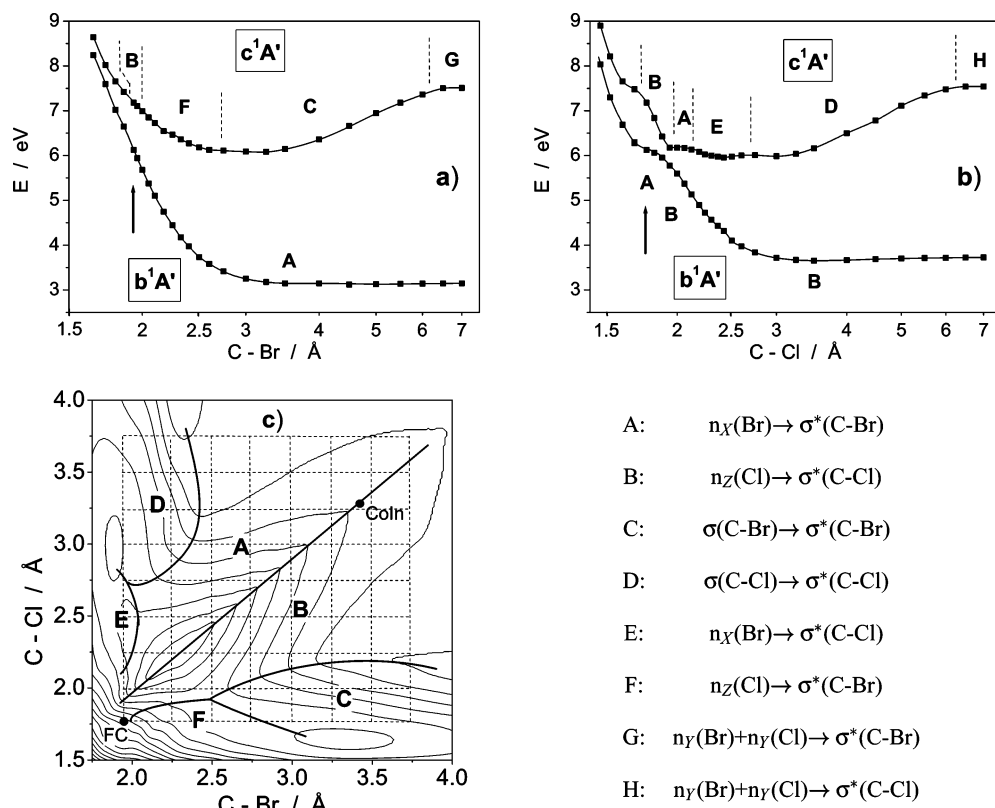 c¹A'
B
G
F
C
a)
A
b¹A'
E / eV
9
8
7
6
5
4
3
1.5 2 2.5 3 4 5 6 7
C - Br / Å
c¹A'
B
H
A
E
D
b)
A
B
b¹A'
B
E / eV
9
8
7
6
5
4
3
1.5 2 2.5 3 4 5 6 7
C - Cl / Å
c)
D
CoIn
A
E
B
C
F
FC
C - Cl / Å
4.0
3.5
3.0
2.5
2.0
1.5
2.0 2.5 3.0 3.5 4.0
C - Br / Å
A: n_X(Br)→ σ*(C-Br)
B: n_Z(Cl)→ σ*(C-Cl)
C: σ(C-Br)→ σ*(C-Br)
D: σ(C-Cl)→ σ*(C-Cl)
E: n_X(Br)→ σ*(C-Cl)
F: n_Z(Cl)→ σ*(C-Br)
G: n_Y(Br)+n_Y(Cl)→ σ*(C-Br)
H: n_Y(Br)+n_Y(Cl)→ σ*(C-Cl)